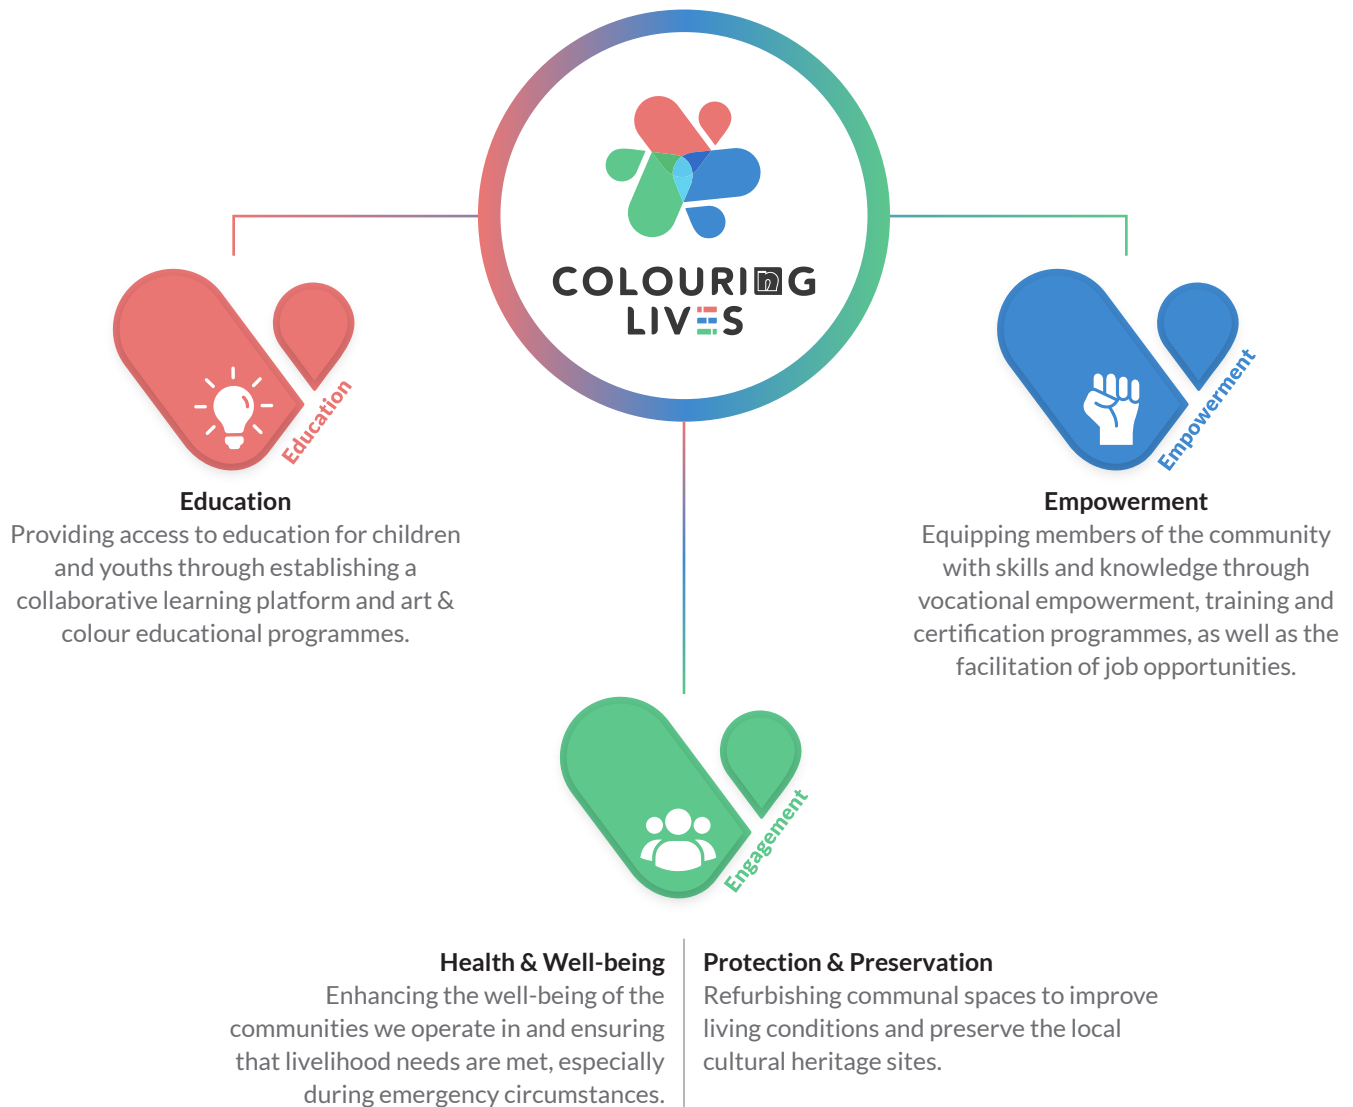 COLOURING
LIVES
Education
Education
Providing access to education for children
and youths through establishing a
collaborative learning platform and art &
colour educational programmes.
Empowerment
Empowerment
Equipping members of the community
with skills and knowledge through
vocational empowerment, training and
certification programmes, as well as the
facilitation of job opportunities.
Engagement
Health & Well-being
Enhancing the well-being of the
communities we operate in and ensuring
that livelihood needs are met, especially
during emergency circumstances.
Protection & Preservation
Refurbishing communal spaces to improve
living conditions and preserve the local
cultural heritage sites.